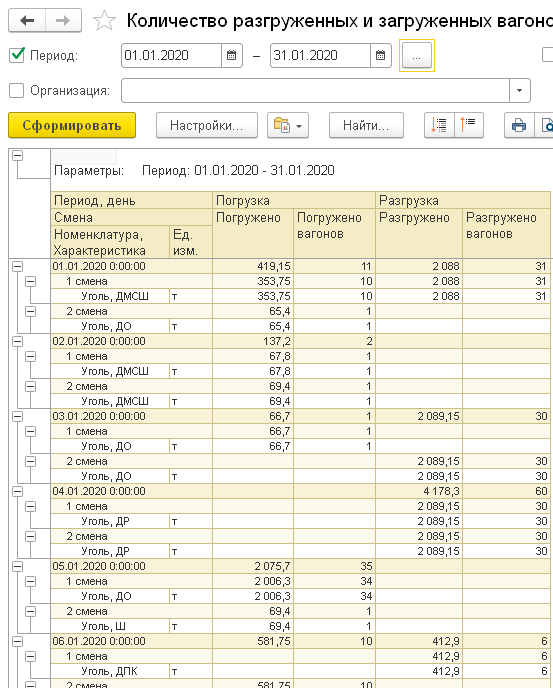 Количество разгруженных и загруженных вагоно
Период: 01.01.2020 – 31.01.2020 ...
Организация:
Сформировать Настройки... Найти...
Параметры: Период: 01.01.2020 - 31.01.2020
Период, день Погрузка Разгрузка
Смена Погружено Погружено вагонов Разгружено Разгружено вагонов
Номенклатура, Характеристика Ед. изм.
01.01.2020 0:00:00 419,15 11 2 088 31
1 смена 353,75 10 2 088 31
Уголь, ДМСШ т 353,75 10 2 088 31
2 смена 65,4 1
Уголь, ДО т 65,4 1
02.01.2020 0:00:00 137,2 2
1 смена 67,8 1
Уголь, ДМСШ т 67,8 1
2 смена 69,4 1
Уголь, ДМСШ т 69,4 1
03.01.2020 0:00:00 66,7 1 2 089,15 30
1 смена 66,7 1
Уголь, ДО т 66,7 1
2 смена 2 089,15 30
Уголь, ДО т 2 089,15 30
04.01.2020 0:00:00 4 178,3 60
1 смена 2 089,15 30
Уголь, ДР т 2 089,15 30
2 смена 2 089,15 30
Уголь, ДР т 2 089,15 30
05.01.2020 0:00:00 2 075,7 35
1 смена 2 006,3 34
Уголь, ДО т 2 006,3 34
2 смена 69,4 1
Уголь, Ш т 69,4 1
06.01.2020 0:00:00 581,75 10 412,9 6
1 смена 412,9 6
Уголь, ДПК т 412,9 6
2 смена 581,75 10